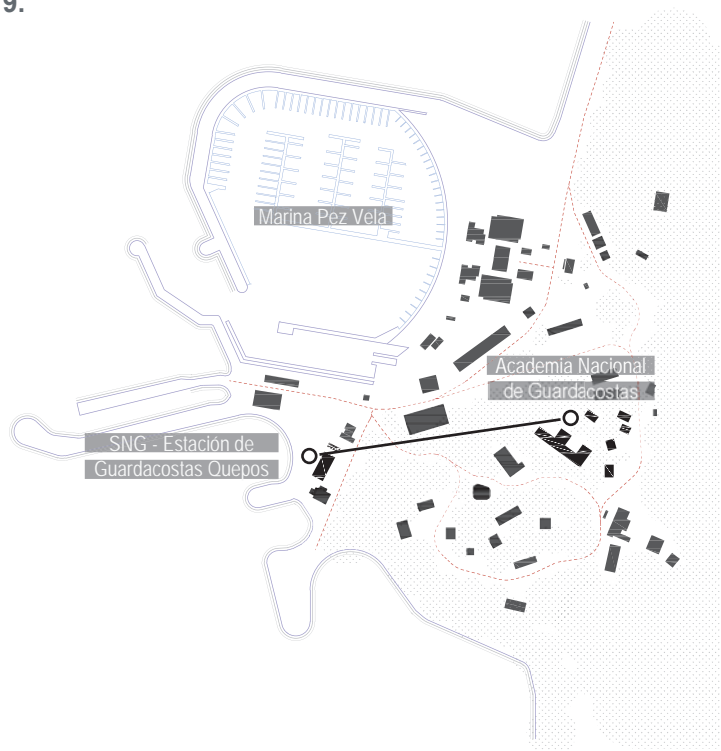 9.
Marina Pez Vela
Academia Nacional
de Guardacostas
SNG - Estación de
Guardacostas Quepos